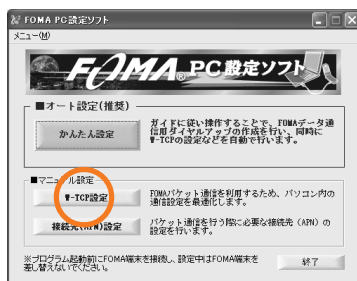 FOMA PC設定ソフト
メニュー(M)
FOMA® PC設定ソフト
■オート設定(推奨)
かんたん設定
ガイドに従い操作することで、FOMAデータ通
信用ダイヤルアップの作成を行い、同時に
W-TCPの設定などを自動で行います。
■マニュアル設定
W-TCP設定
FOMAパケット通信を利用するため、パソコン内の
通信設定を最適化します。
接続先(APN)設定
パケット通信を行う際に必要な接続先(APN)の
設定を行います。
※プログラム起動前にFOMA端末を接続し、設定中はFOMA端末を
差し替えないでください。
終了